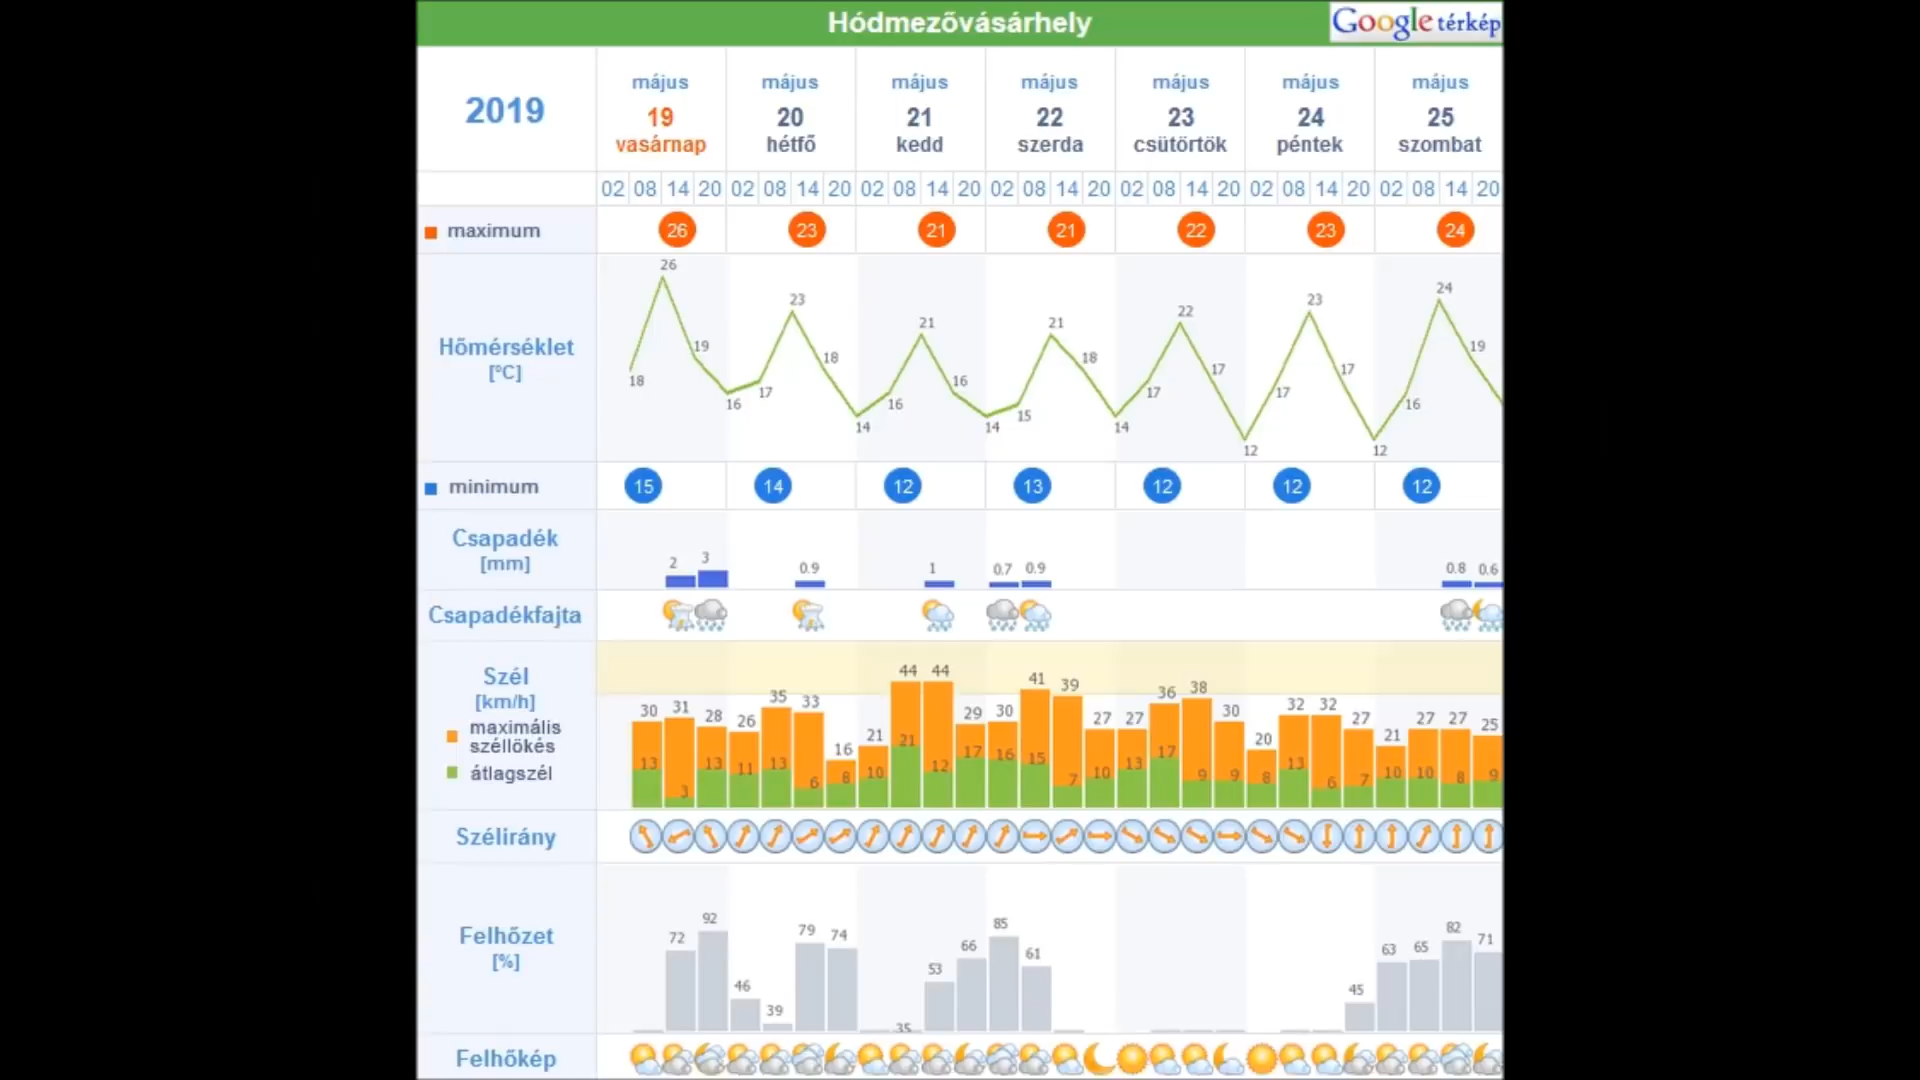 Hódmezővásárhely
Google térkép
2019
május május május május május május május
19 20 21 22 23 24 25
vasárnap hétfő kedd szerda csütörtök péntek szombat
02 08 14 20 02 08 14 20 02 08 14 20 02 08 14 20 02 08 14 20 02 08 14 20 02 08 14 20
maximum 26 23 21 21 22 23 24
Hőmérséklet
[°C]
18 26 19 16 17 23 18 14 16 21 16 14 15 21 18 14 17 22 17 12 17 23 17 12 16 24 19
minimum 15 14 12 13 12 12 12
Csapadék
[mm]
2 3 0.9 1 0.7 0.9 0.8 0.6
Csapadékfajta
Szél
[km/h]
maximális
széllökés
átlagszél
30 31 28 26 35 33 16 21 44 44 29 30 41 39 27 27 36 38 30 20 32 32 27 21 27 27 25
13 3 13 11 13 6 8 10 21 12 17 16 15 7 10 13 17 9 9 8 13 6 7 10 10 8 9
Szélirány
Felhőzet
[%]
72 92 46 39 79 74 35 53 66 85 61 45 63 65 82 71
Felhőkép